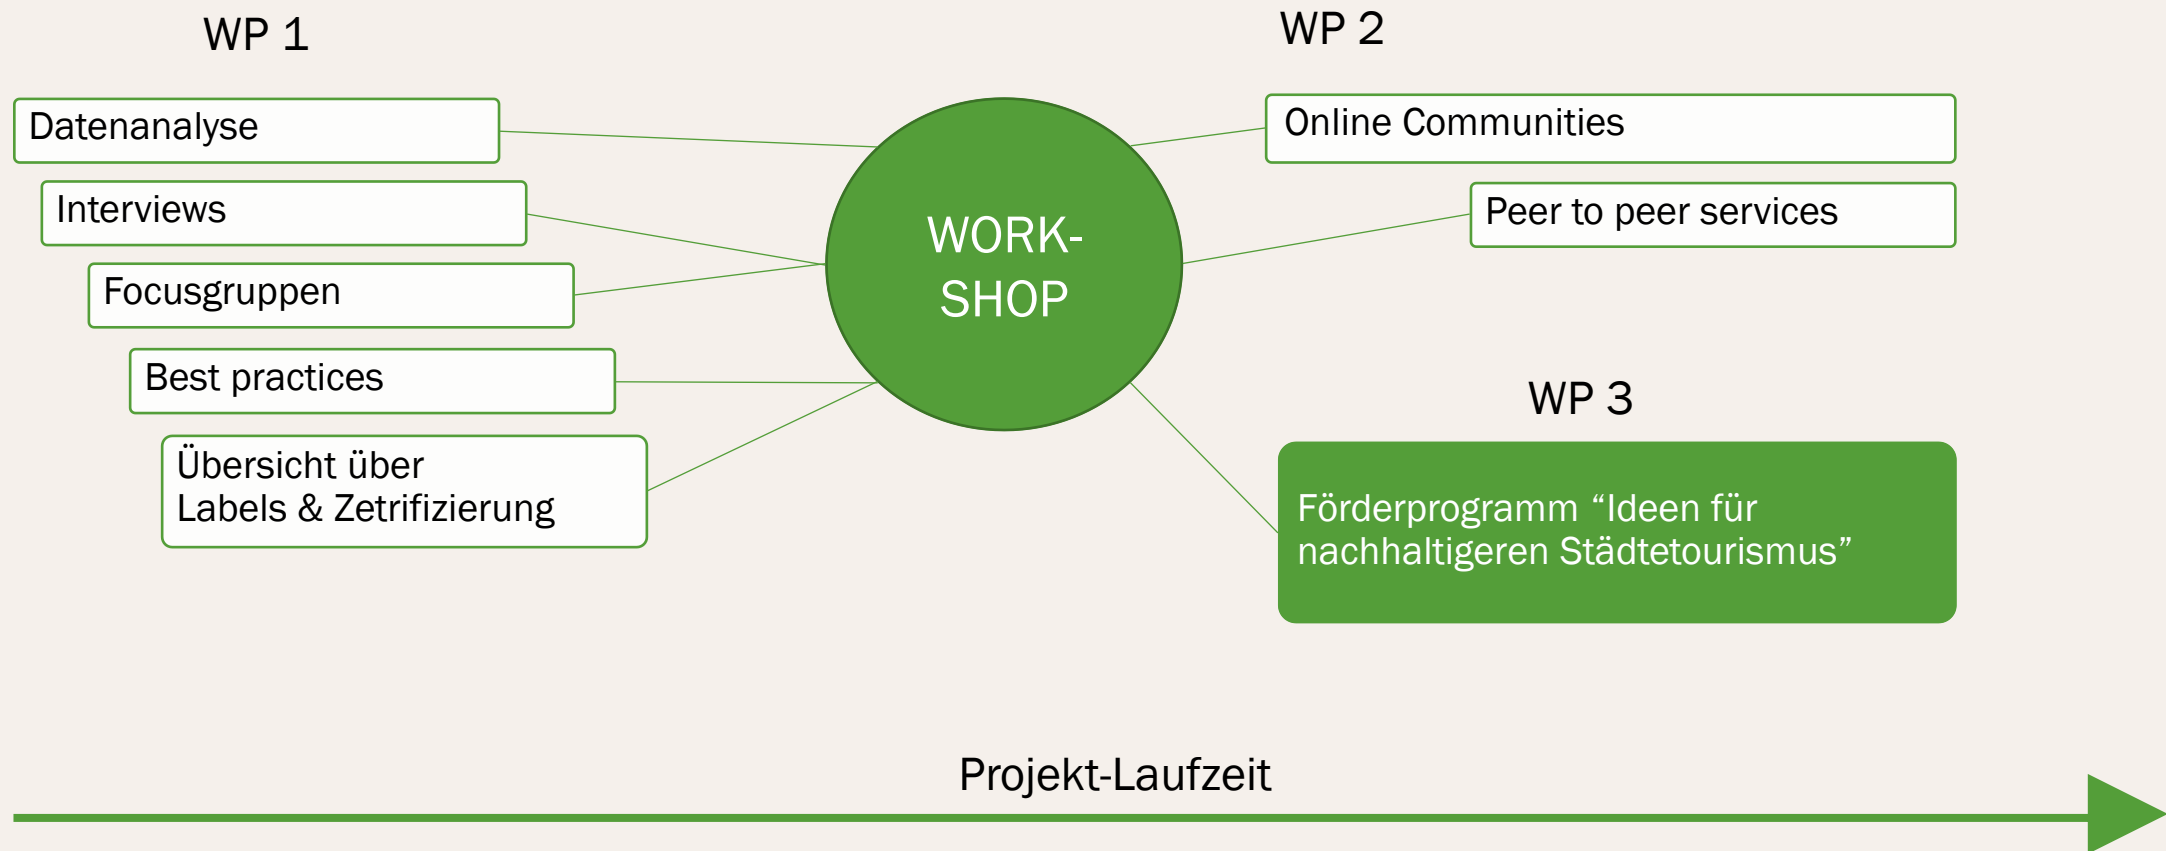 WP 1
Datenanalyse
Interviews
Focusgruppen
Best practices
Übersicht über
Labels & Zetrifizierung
WORK-
SHOP
WP 2
Online Communities
Peer to peer services
WP 3
Förderprogramm “Ideen für
nachhaltigeren Städtetourismus”
Projekt-Laufzeit